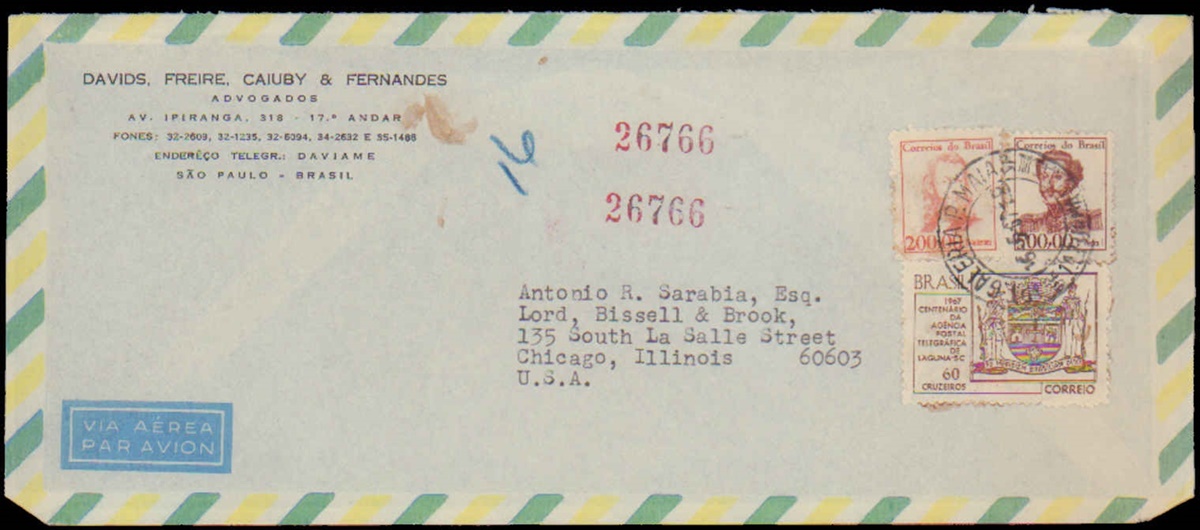 DAVIDS, FREIRE, CAIUBY & FERNANDES
ADVOGADOS
AV. IPIRANGA, 318 - 17.º ANDAR
FONES: 32-2609, 32-1235, 32-6094, 34-2632 E 35-1486
ENDERÊÇO TELEGR.: DAVIAME
SÃO PAULO - BRASIL
16
26766
26766
Antonio R. Sarabia, Esq.
Lord, Bissell & Brook,
135 South La Salle Street
Chicago, Illinois 60603
U.S.A.
VIA AÉREA
PAR AVION
Correios do Brasil
200
Correios do Brasil
500,00
BRASIL
1967
CENTENÁRIO
DA
AGÊNCIA
POSTAL
TELEGRÁFICA
DE
LAGUNA-SC
60
CRUZEIROS
CORREIO